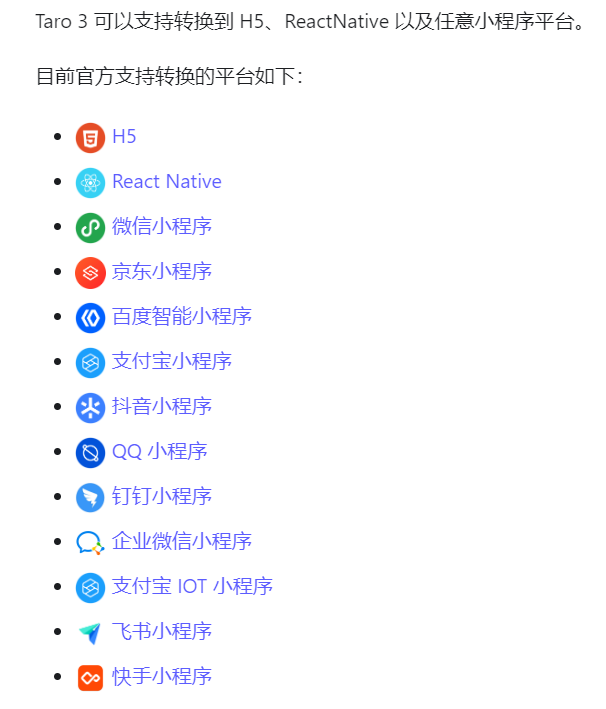 Taro 3 可以支持转换到 H5、ReactNative 以及任意小程序平台。
目前官方支持转换的平台如下：
H5
React Native
微信小程序
京东小程序
百度智能小程序
支付宝小程序
抖音小程序
QQ 小程序
钉钉小程序
企业微信小程序
支付宝 IOT 小程序
飞书小程序
快手小程序